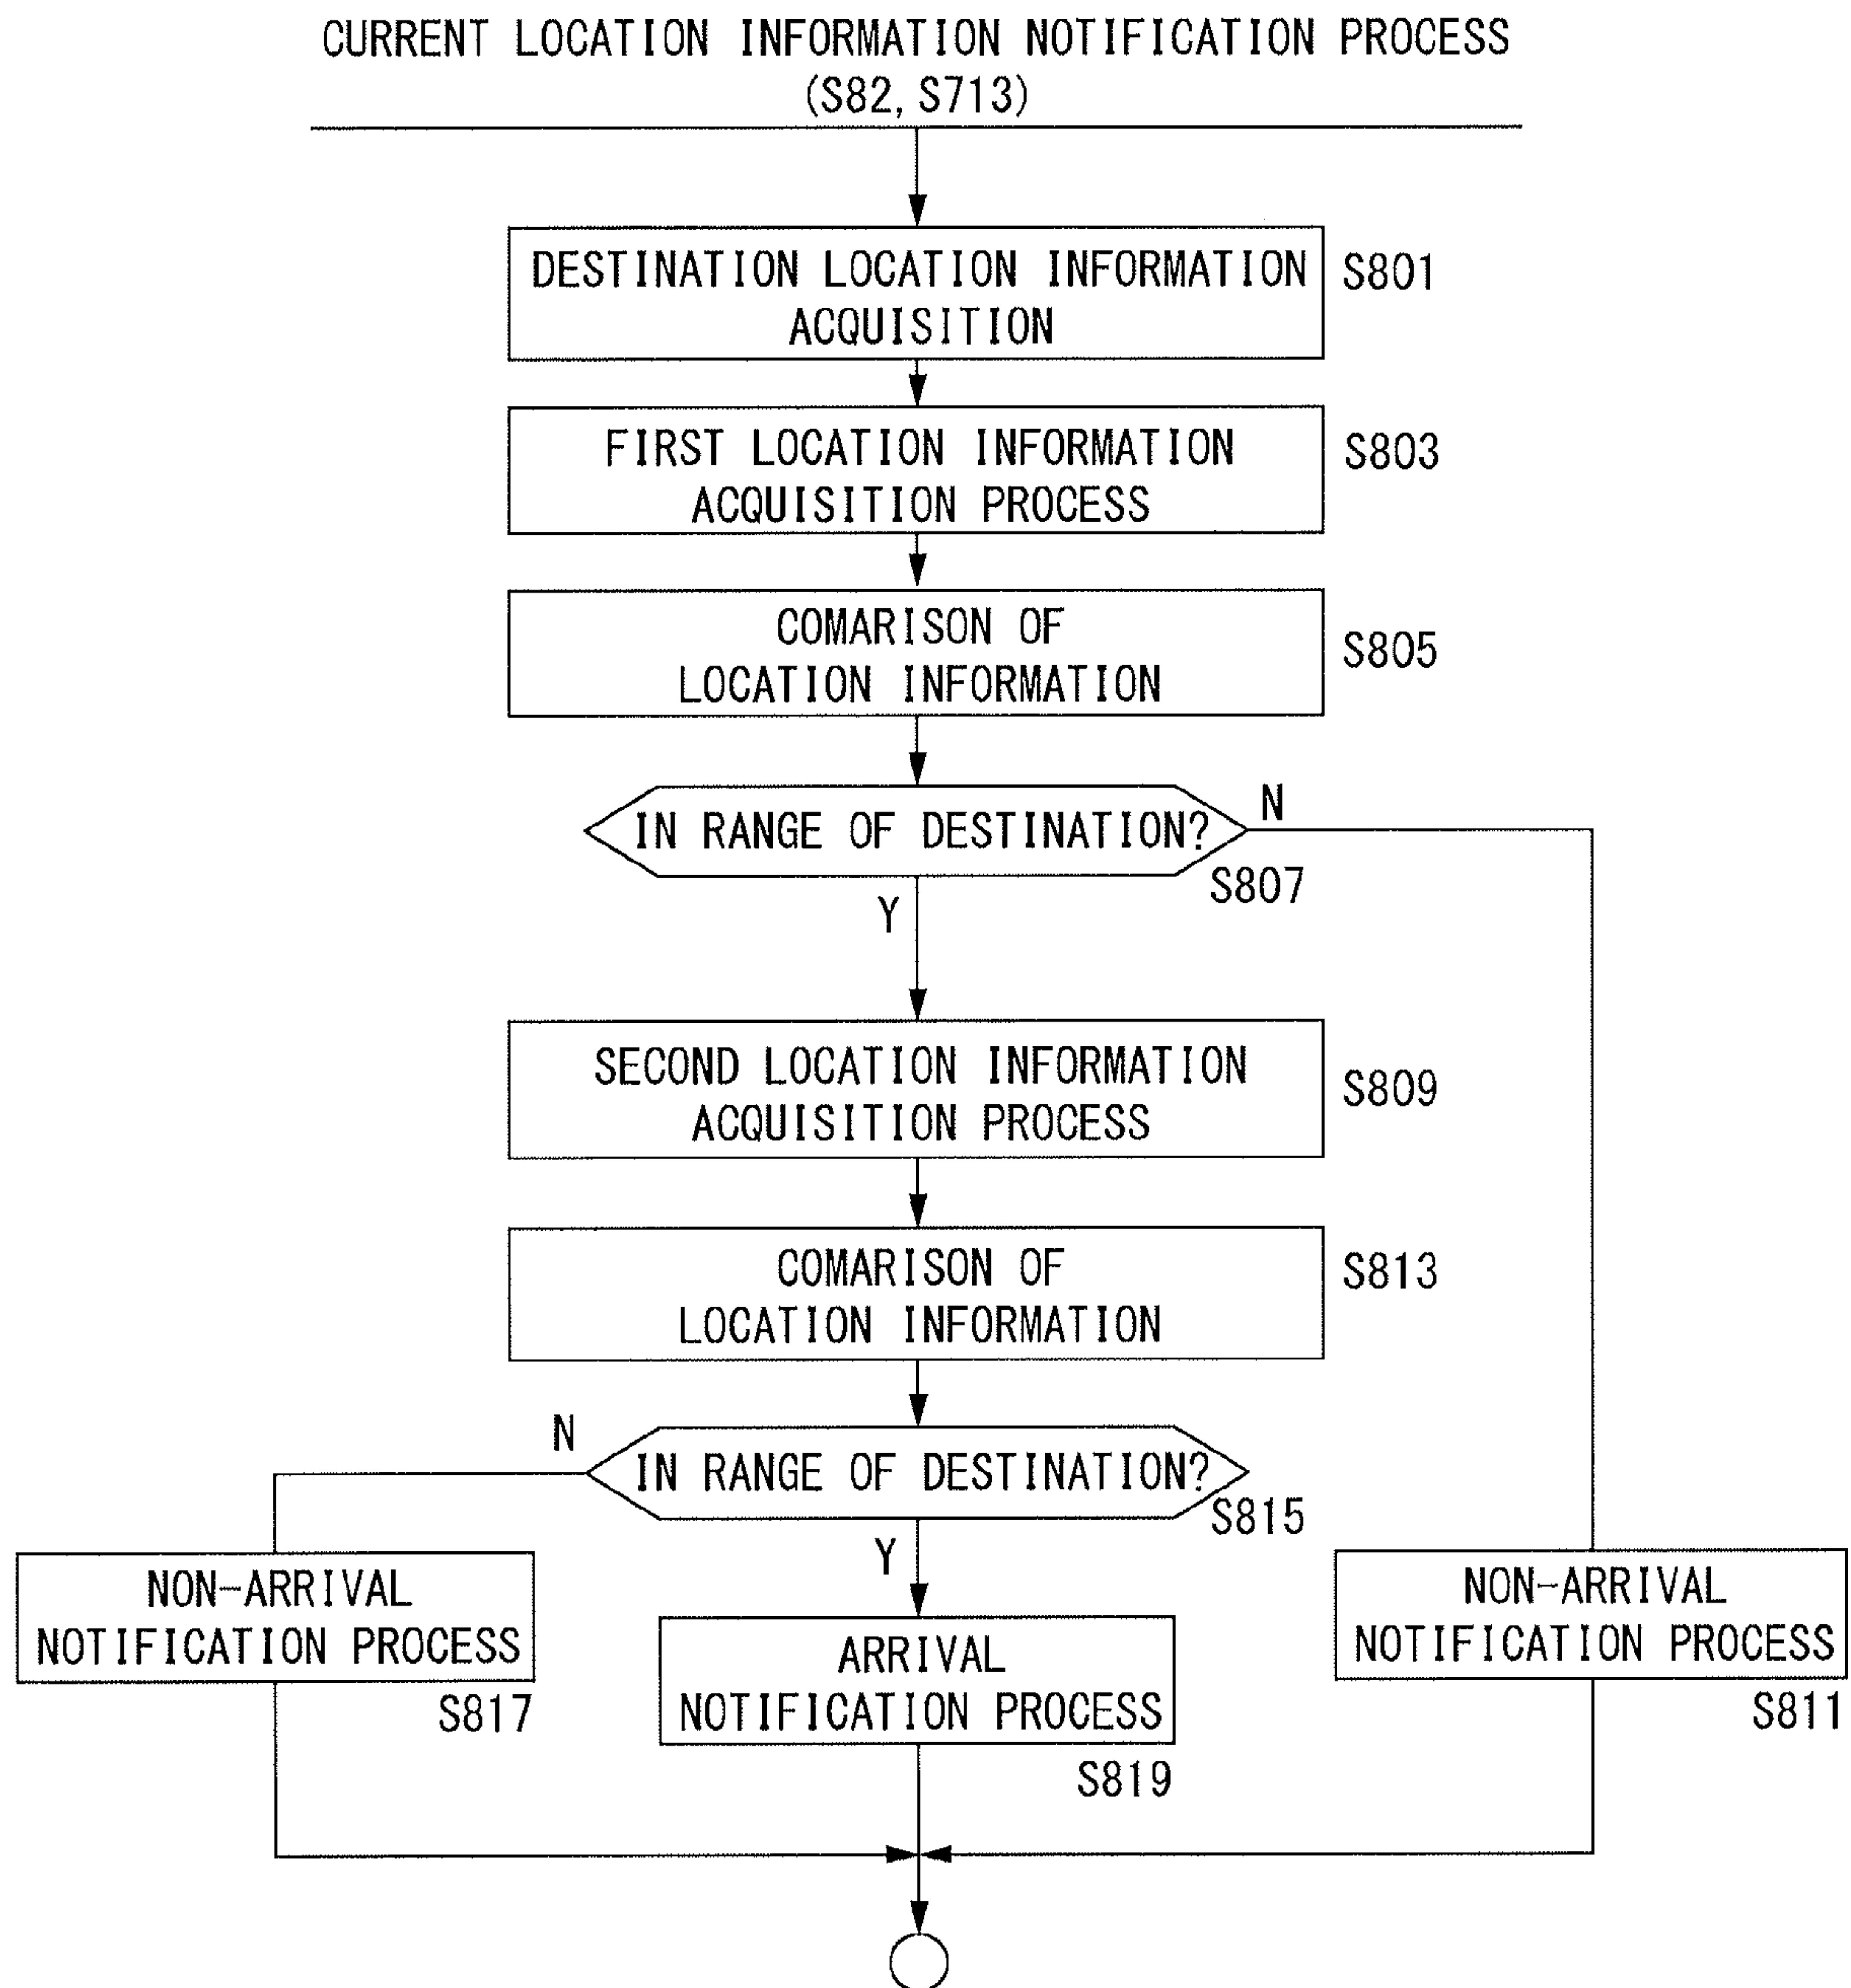 CURRENT LOCATION INFORMATION NOTIFICATION PROCESS
(S82, S713)
DESTINATION LOCATION INFORMATION
ACQUISITION
S801
FIRST LOCATION INFORMATION
ACQUISITION PROCESS
S803
COMARISON OF
LOCATION INFORMATION
S805
IN RANGE OF DESTINATION?
N
S807
Y
SECOND LOCATION INFORMATION
ACQUISITION PROCESS
S809
COMARISON OF
LOCATION INFORMATION
S813
N
IN RANGE OF DESTINATION?
S815
Y
NON-ARRIVAL
NOTIFICATION PROCESS
S817
ARRIVAL
NOTIFICATION PROCESS
S819
NON-ARRIVAL
NOTIFICATION PROCESS
S811